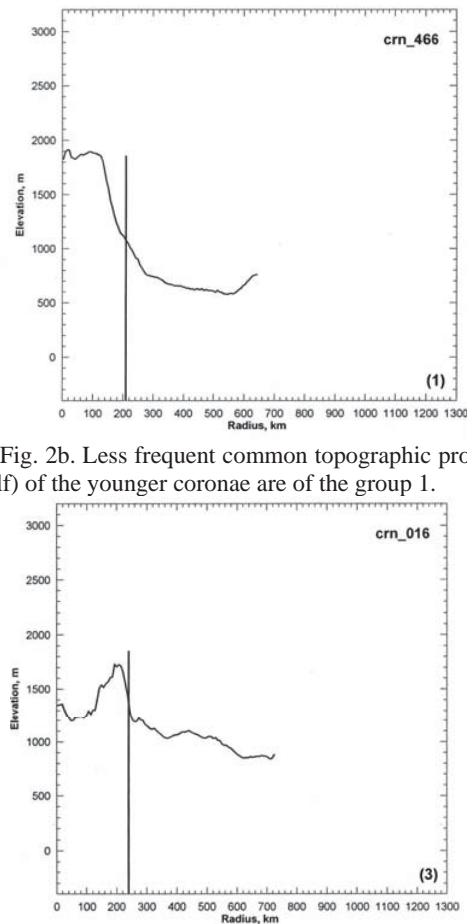 crn_466
3000
2500
2000
1500
1000
500
0
Elevation, m
(1)
0 100 200 300 400 500 600 700 800 900 1000 1100 1200 1300
Radius, km
Fig. 2b. Less frequent common topographic pro
lf) of the younger coronae are of the group 1.
crn_016
3000
2500
2000
1500
1000
500
0
Elevation, m
(3)
0 100 200 300 400 500 600 700 800 900 1000 1100 1200 1300
Radius, km